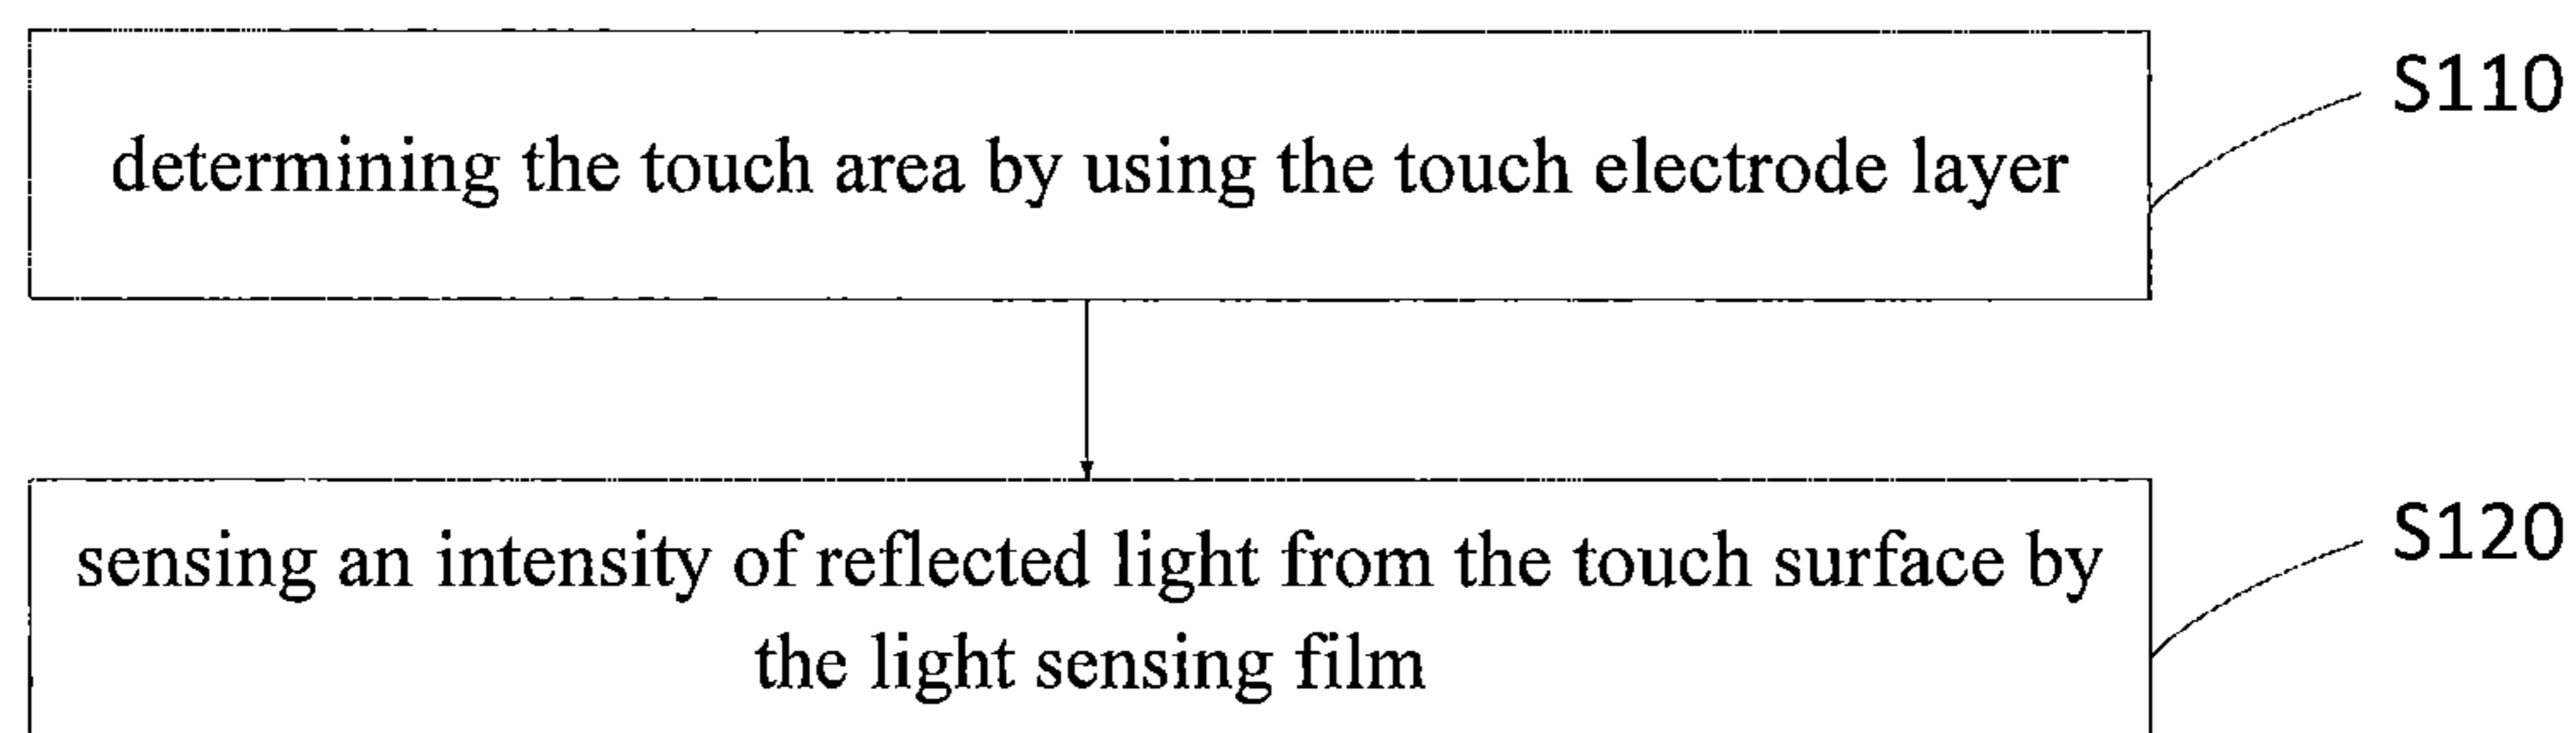 determining the touch area by using the touch electrode layer
S110
sensing an intensity of reflected light from the touch surface by
the light sensing film
S120